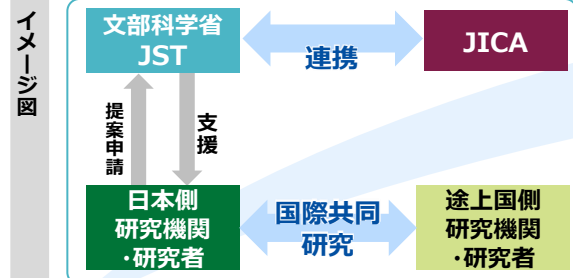 イメージ図
文部科学省
JST
連携
JICA
提案申請
支援
日本側
研究機関
・研究者
国際共同
研究
途上国側
研究機関
・研究者